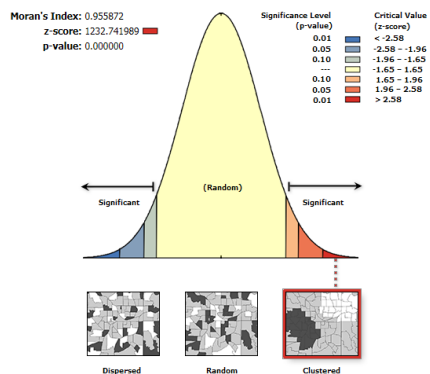 Moran's Index: 0.955872
z-score: 1232.741989
p-value: 0.000000
Significance Level
(p-value)
Critical Value
(z-score)
0.01 < -2.58
0.05 -2.58 – -1.96
0.10 -1.96 – -1.65
--- -1.65 – 1.65
0.10 1.65 – 1.96
0.05 1.96 – 2.58
0.01 > 2.58
Significant
(Random)
Significant
Dispersed
Random
Clustered